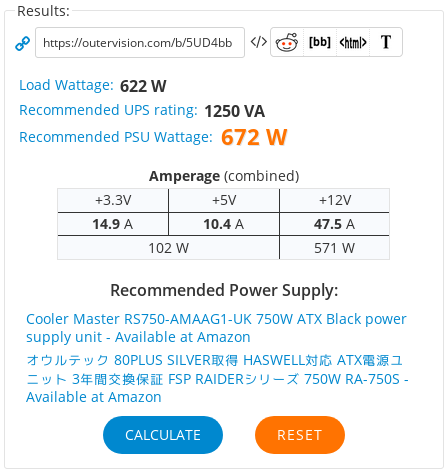 Results:
https://outervision.com/b/5UD4bb
</> [bb] <html> T
Load Wattage: 622 W
Recommended UPS rating: 1250 VA
Recommended PSU Wattage: 672 W
Amperage (combined)
+3.3V +5V +12V
14.9 A 10.4 A 47.5 A
102 W 571 W
Recommended Power Supply:
Cooler Master RS750-AMAAG1-UK 750W ATX Black power
supply unit - Available at Amazon
オウルテック 80PLUS SILVER取得 HASWELL対応 ATX電源ユ
ニット 3年間交換保証 FSP RAIDERシリーズ 750W RA-750S -
Available at Amazon
CALCULATE RESET